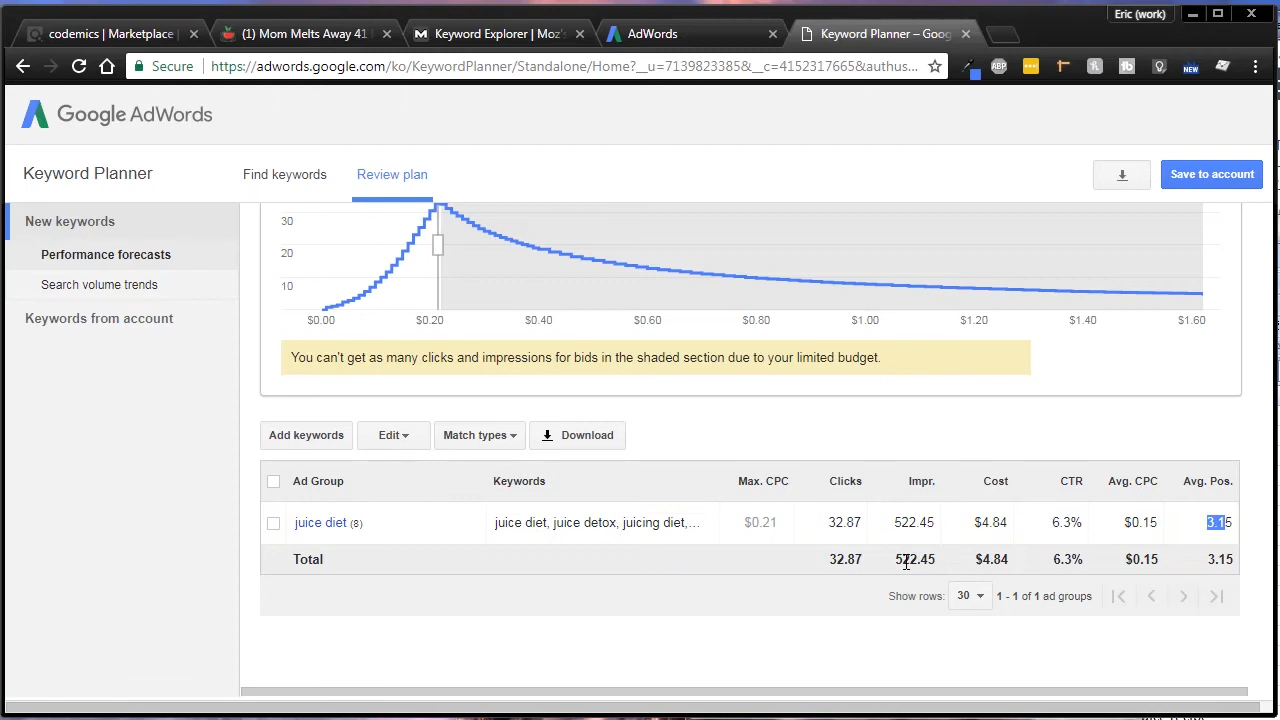 Eric (work)
codemics | Marketplace
(1) Mom Melts Away 41
Keyword Explorer | Moz's
AdWords
Keyword Planner – Goog
Secure
https://adwords.google.com/ko/KeywordPlanner/Standalone/Home?__u=7139823385&__c=4152317665&authus...
ABP
NEW
Google AdWords
Keyword Planner
Find keywords
Review plan
Save to account
New keywords
Performance forecasts
Search volume trends
Keywords from account
30
20
10
$0.00 $0.20 $0.40 $0.60 $0.80 $1.00 $1.20 $1.40 $1.60
You can't get as many clicks and impressions for bids in the shaded section due to your limited budget.
Add keywords Edit Match types Download
Ad Group Keywords Max. CPC Clicks Impr. Cost CTR Avg. CPC Avg. Pos.
juice diet (8) juice diet, juice detox, juicing diet,... $0.21 32.87 522.45 $4.84 6.3% $0.15 3.15
Total 32.87 522.45 $4.84 6.3% $0.15 3.15
Show rows: 30 1 - 1 of 1 ad groups